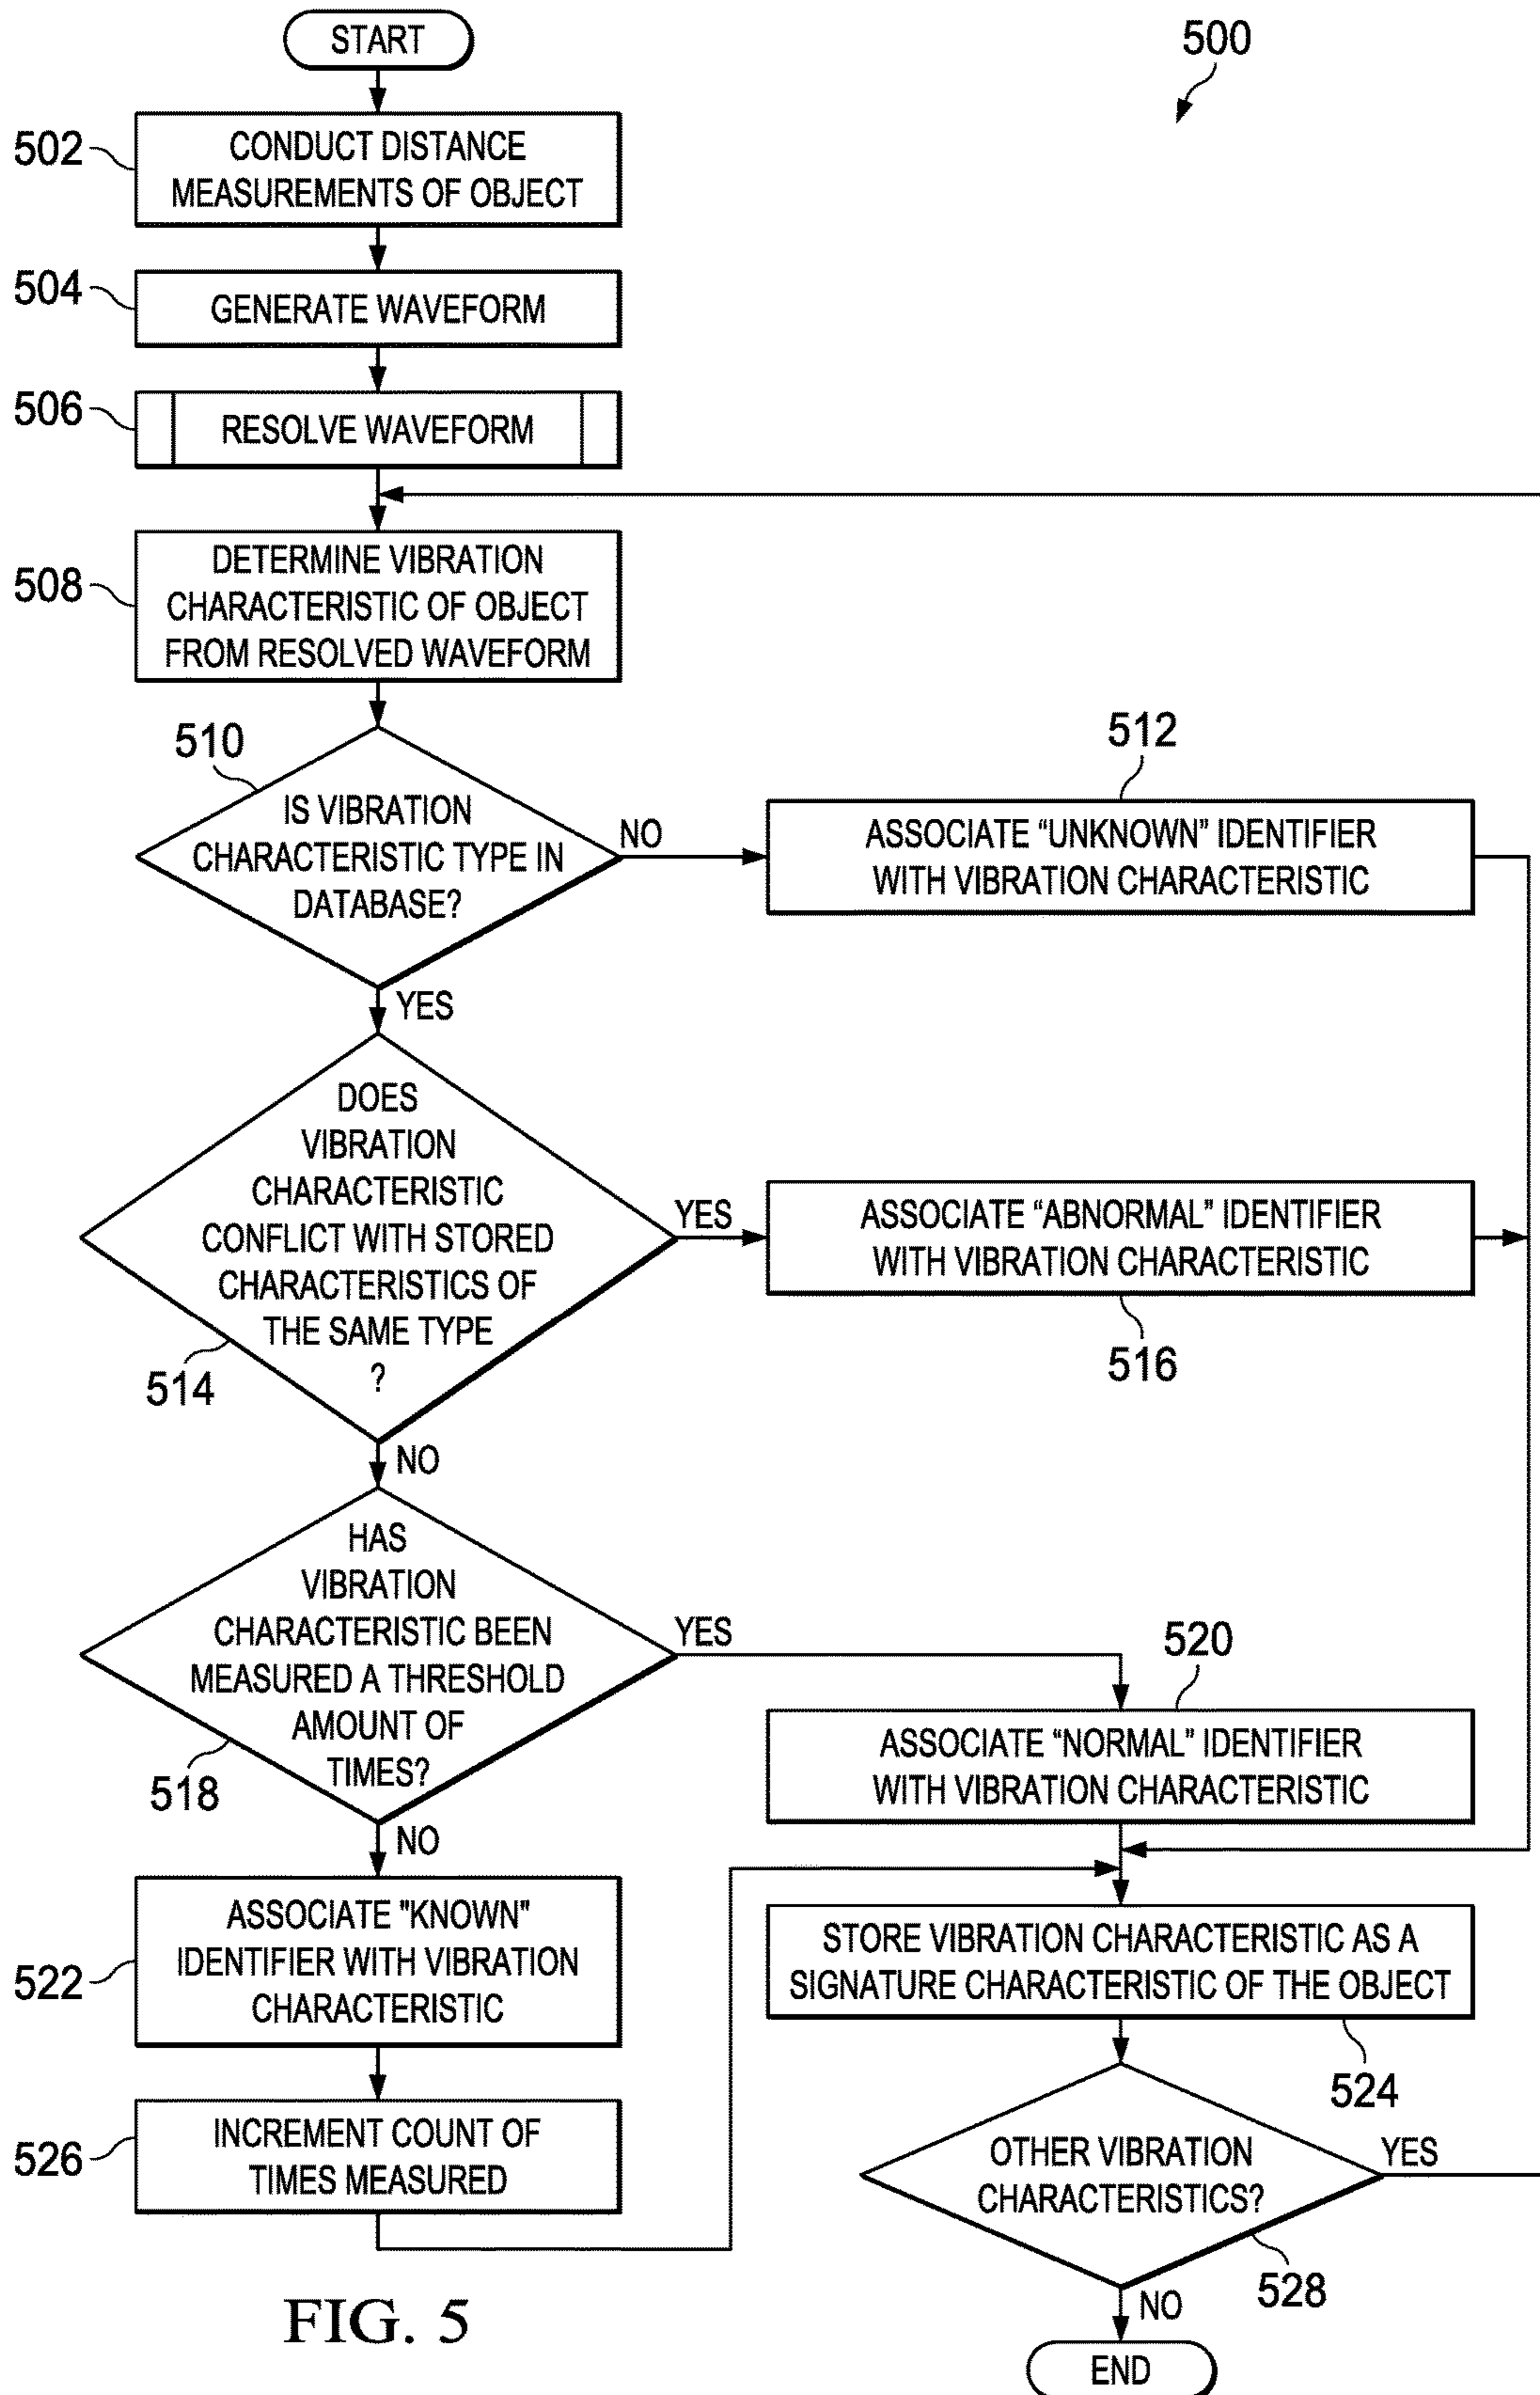 START
500
502
CONDUCT DISTANCE
MEASUREMENTS OF OBJECT
504
GENERATE WAVEFORM
506
RESOLVE WAVEFORM
508
DETERMINE VIBRATION
CHARACTERISTIC OF OBJECT
FROM RESOLVED WAVEFORM
510
IS VIBRATION
CHARACTERISTIC TYPE IN
DATABASE?
NO
512
ASSOCIATE “UNKNOWN” IDENTIFIER
WITH VIBRATION CHARACTERISTIC
YES
DOES
VIBRATION
CHARACTERISTIC
CONFLICT WITH STORED
CHARACTERISTICS OF
THE SAME TYPE
?
514
YES
ASSOCIATE “ABNORMAL” IDENTIFIER
WITH VIBRATION CHARACTERISTIC
516
NO
HAS
VIBRATION
CHARACTERISTIC BEEN
MEASURED A THRESHOLD
AMOUNT OF
TIMES?
518
YES
520
ASSOCIATE “NORMAL” IDENTIFIER
WITH VIBRATION CHARACTERISTIC
NO
522
ASSOCIATE "KNOWN"
IDENTIFIER WITH VIBRATION
CHARACTERISTIC
STORE VIBRATION CHARACTERISTIC AS A
SIGNATURE CHARACTERISTIC OF THE OBJECT
524
526
INCREMENT COUNT OF
TIMES MEASURED
OTHER VIBRATION
CHARACTERISTICS?
YES
528
NO
END
FIG. 5